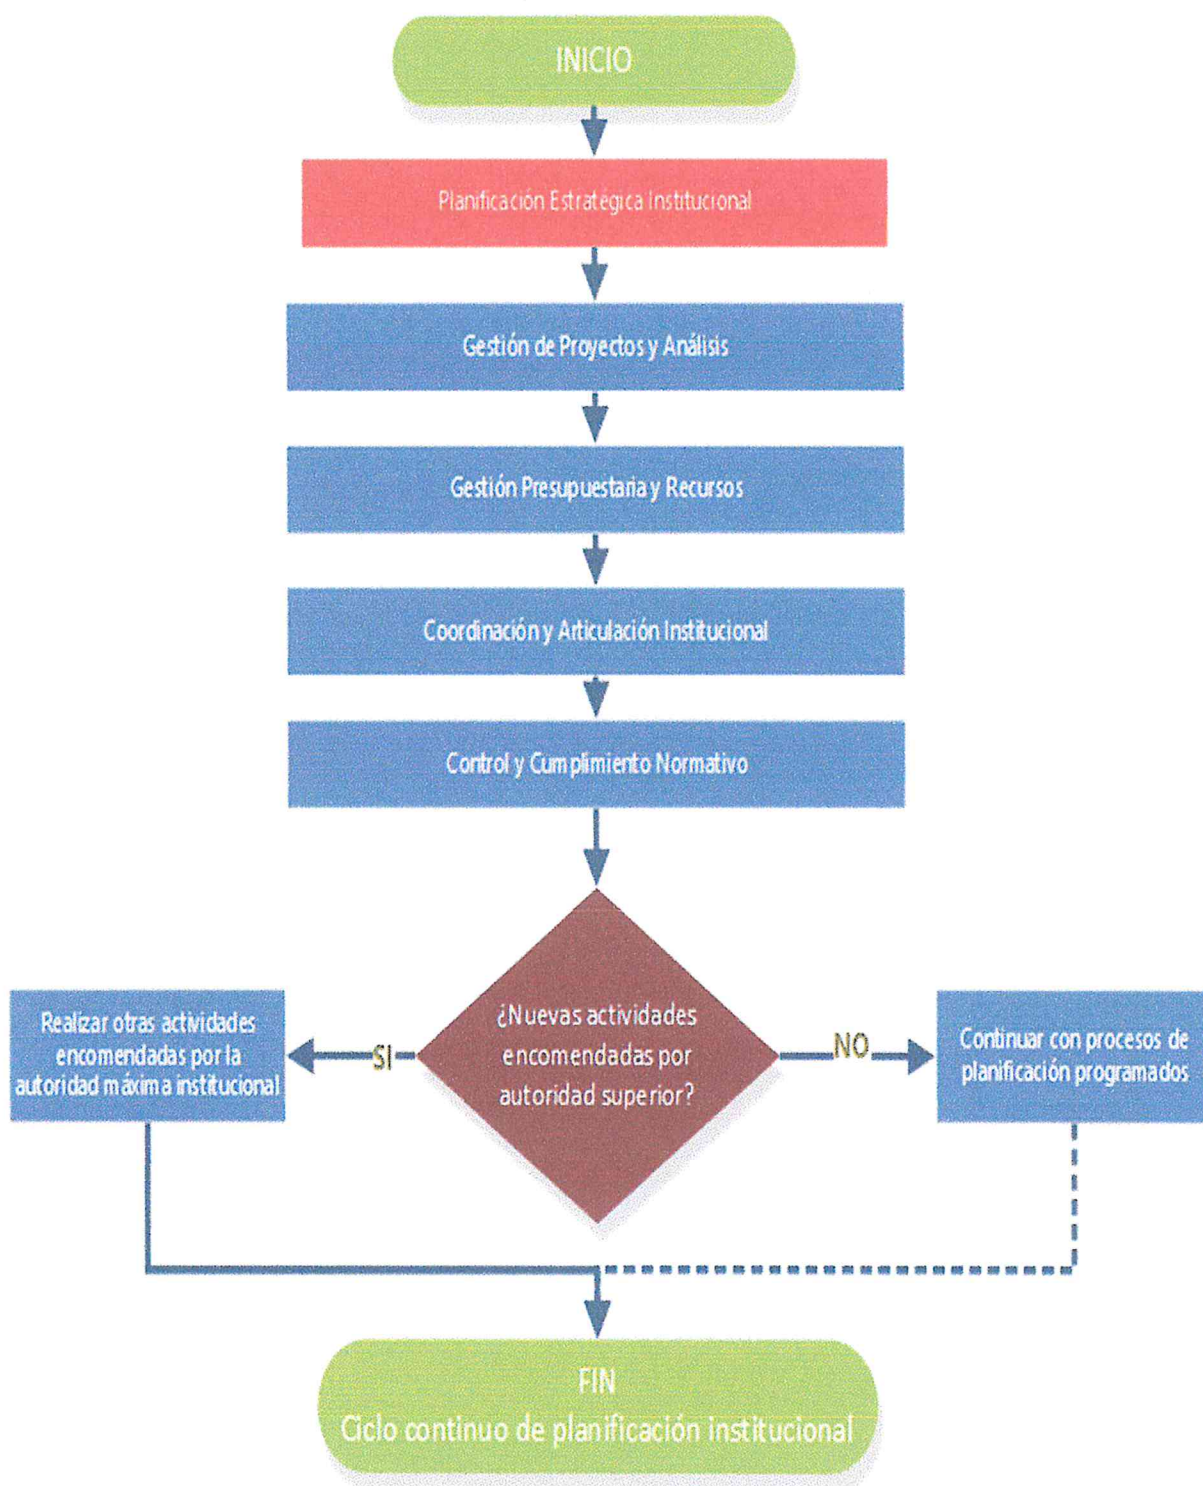 INICIO
Planificación Estratégica Institucional
Gestión de Proyectos y Análisis
Gestión Presupuestaria y Recursos
Coordinación y Articulación Institucional
Control y Cumplimiento Normativo
¿Nuevas actividades
encomendadas por
autoridad superior?
SI
NO
Realizar otras actividades
encomendadas por la
autoridad máxima institucional
Continuar con procesos de
planificación programados
FIN
Ciclo continuo de planificación institucional